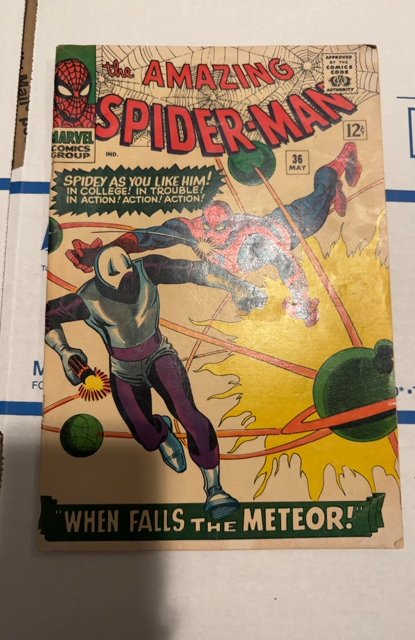 the AMAZING
SPIDER-MAN
APPROVED
BY THE
COMICS
CODE
AUTHORITY
MARVEL
COMICS
GROUP
IND.
12¢
36
MAY
SPIDEY AS YOU LIKE HIM!
IN COLLEGE! IN TROUBLE!
IN ACTION! ACTION! ACTION!
"WHEN FALLS THE METEOR!"